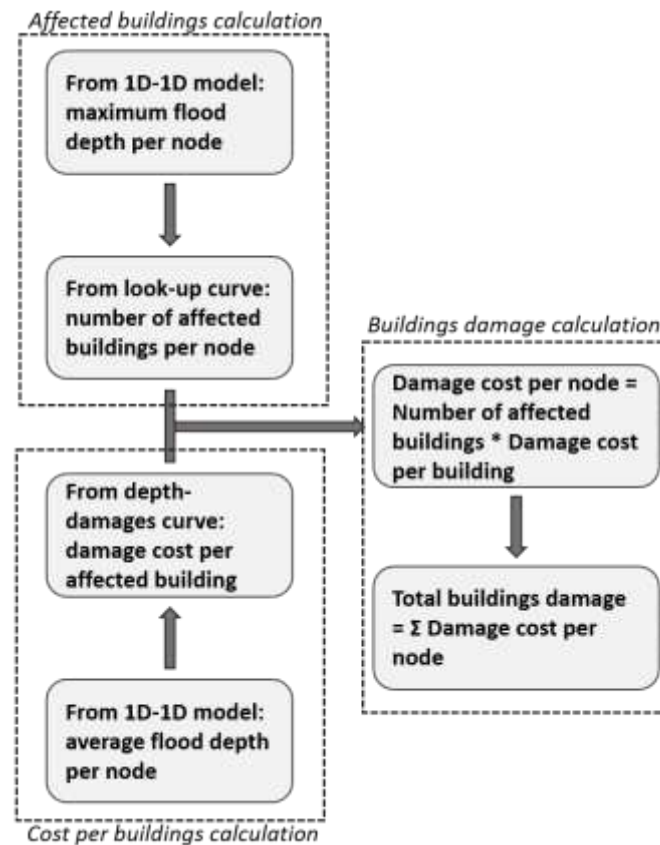 Affected buildings calculation
From 1D-1D model:
maximum flood
depth per node
From look-up curve:
number of affected
buildings per node
Buildings damage calculation
Damage cost per node =
Number of affected
buildings * Damage cost
per building
From depth-
damages curve:
damage cost per
affected building
Total buildings damage
= Σ Damage cost per
node
From 1D-1D model:
average flood depth
per node
Cost per buildings calculation